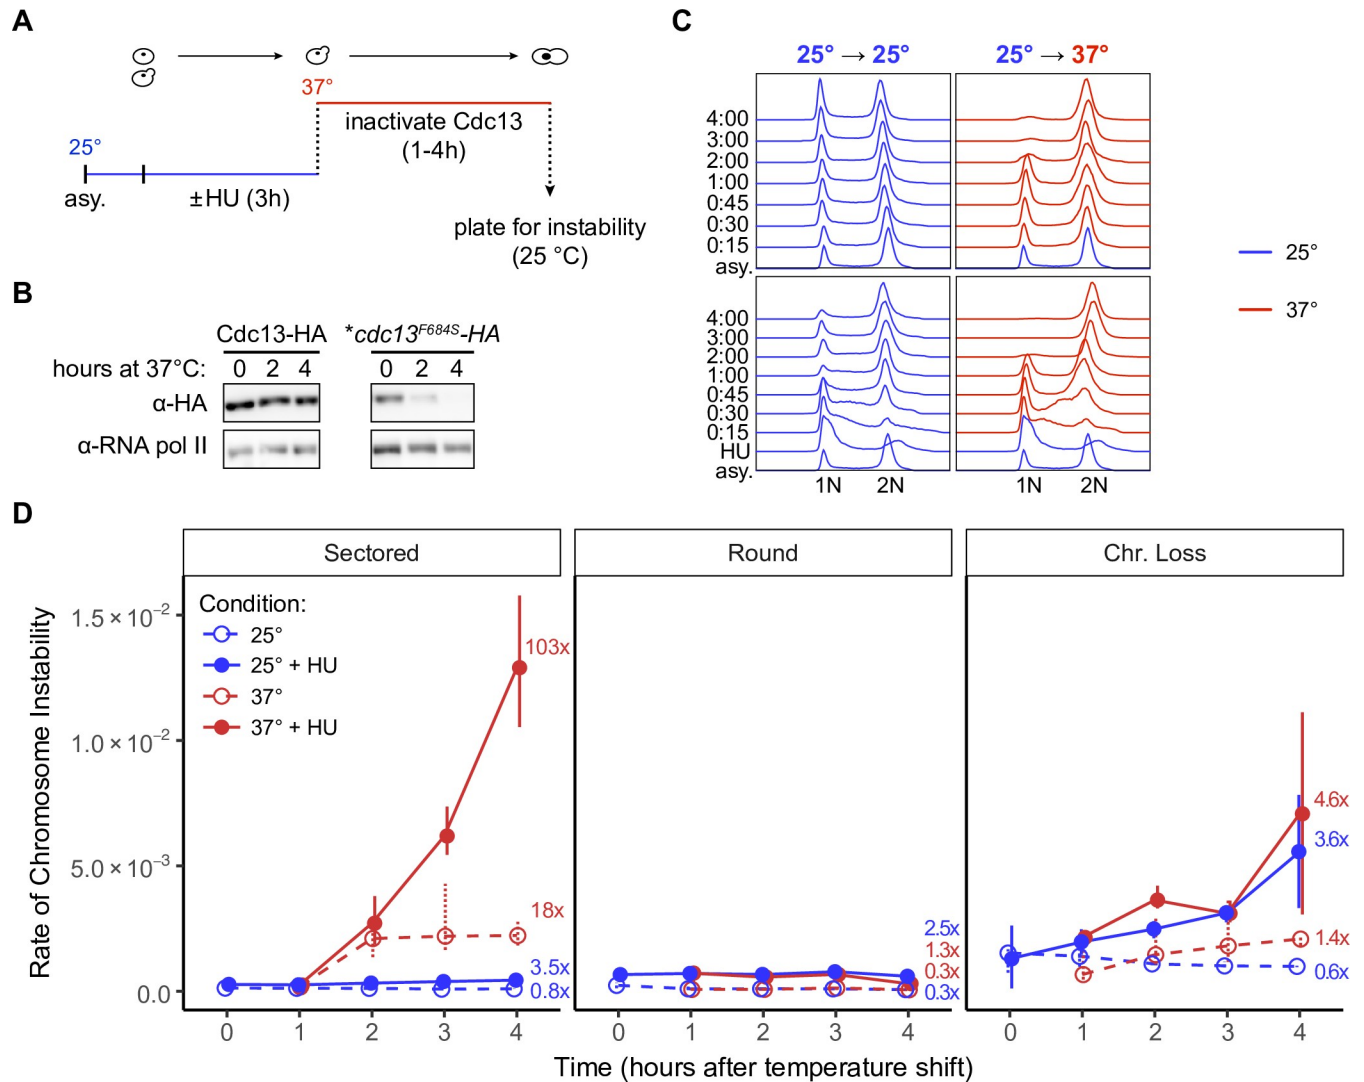 A
37°
25°
inactivate Cdc13
(1-4h)
asy.
±HU (3h)
plate for instability
(25 °C)
B
Cdc13-HA
*cdc13F684S-HA
hours at 37°C:
0 2 4
0 2 4
α-HA
α-RNA pol II
C
25° → 25°
25° → 37°
4:00
3:00
2:00
1:00
0:45
0:30
0:15
asy.
4:00
3:00
2:00
1:00
0:45
0:30
0:15
HU
asy.
1N 2N
1N 2N
25°
37°
D
Sectored
Round
Chr. Loss
Rate of Chromosome Instability
1.5 × 10−2
1.0 × 10−2
5.0 × 10−3
0.0
Condition:
25°
25° + HU
37°
37° + HU
103x
18x
3.5x
0.8x
2.5x
1.3x
0.3x
0.3x
4.6x
3.6x
1.4x
0.6x
0 1 2 3 4
0 1 2 3 4
0 1 2 3 4
Time (hours after temperature shift)